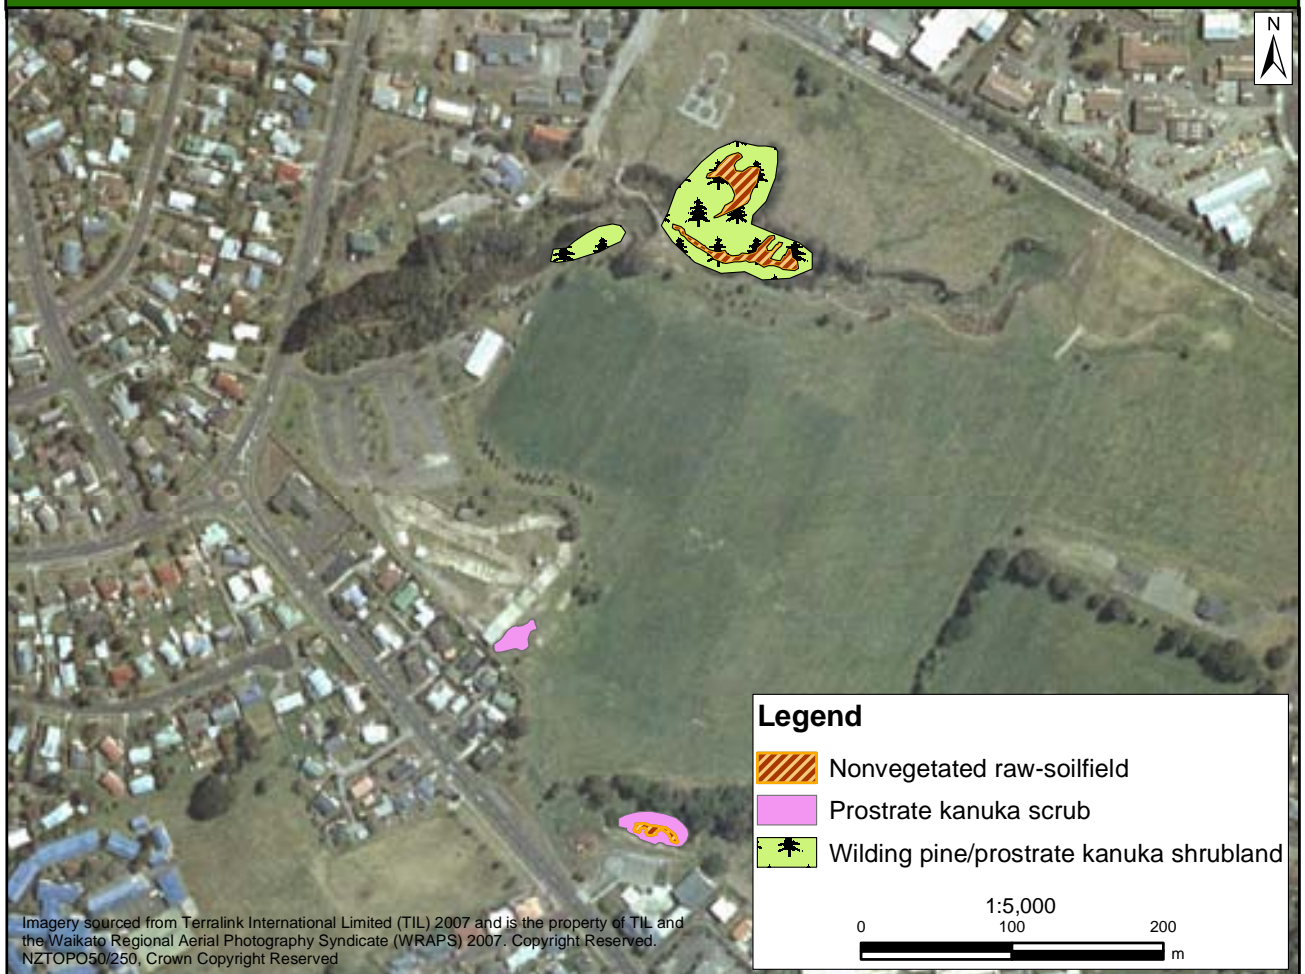 N
Legend
Nonvegetated raw-soilfield
Prostrate kanuka scrub
Wilding pine/prostrate kanuka shrubland
1:5,000
0 100 200
m
Imagery sourced from Terralink International Limited (TIL) 2007 and is the property of TIL and
the Waikato Regional Aerial Photography Syndicate (WRAPS) 2007. Copyright Reserved.
NZTOPO50/250, Crown Copyright Reserved